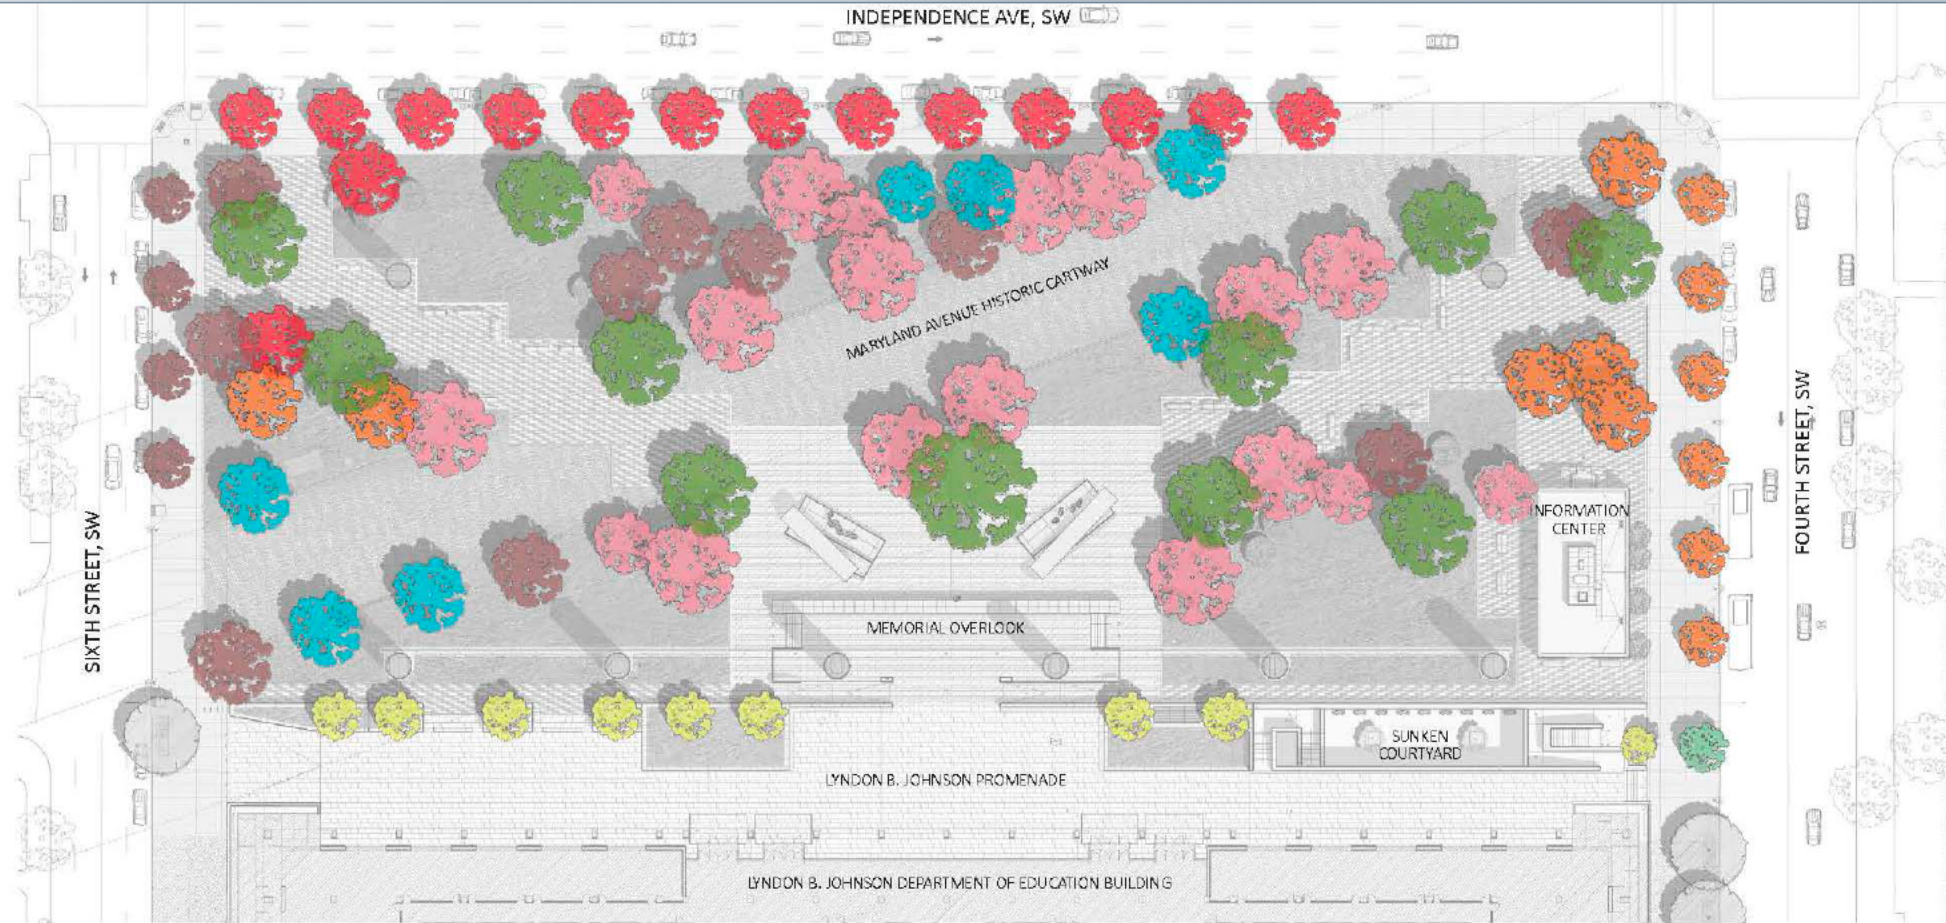 INDEPENDENCE AVE, SW
MARYLAND AVENUE HISTORIC CARTWAY
SIXTH STREET, SW
FOURTH STREET, SW
NFORMATION
CENTER
MEMORIAL OVERLOOK
SUNKEN
COURTYARD
LYNDON B. JOHNSON PROMENADE
LYNDON B. JOHNSON DEPARTMENT OF EDUCATION BUILDING